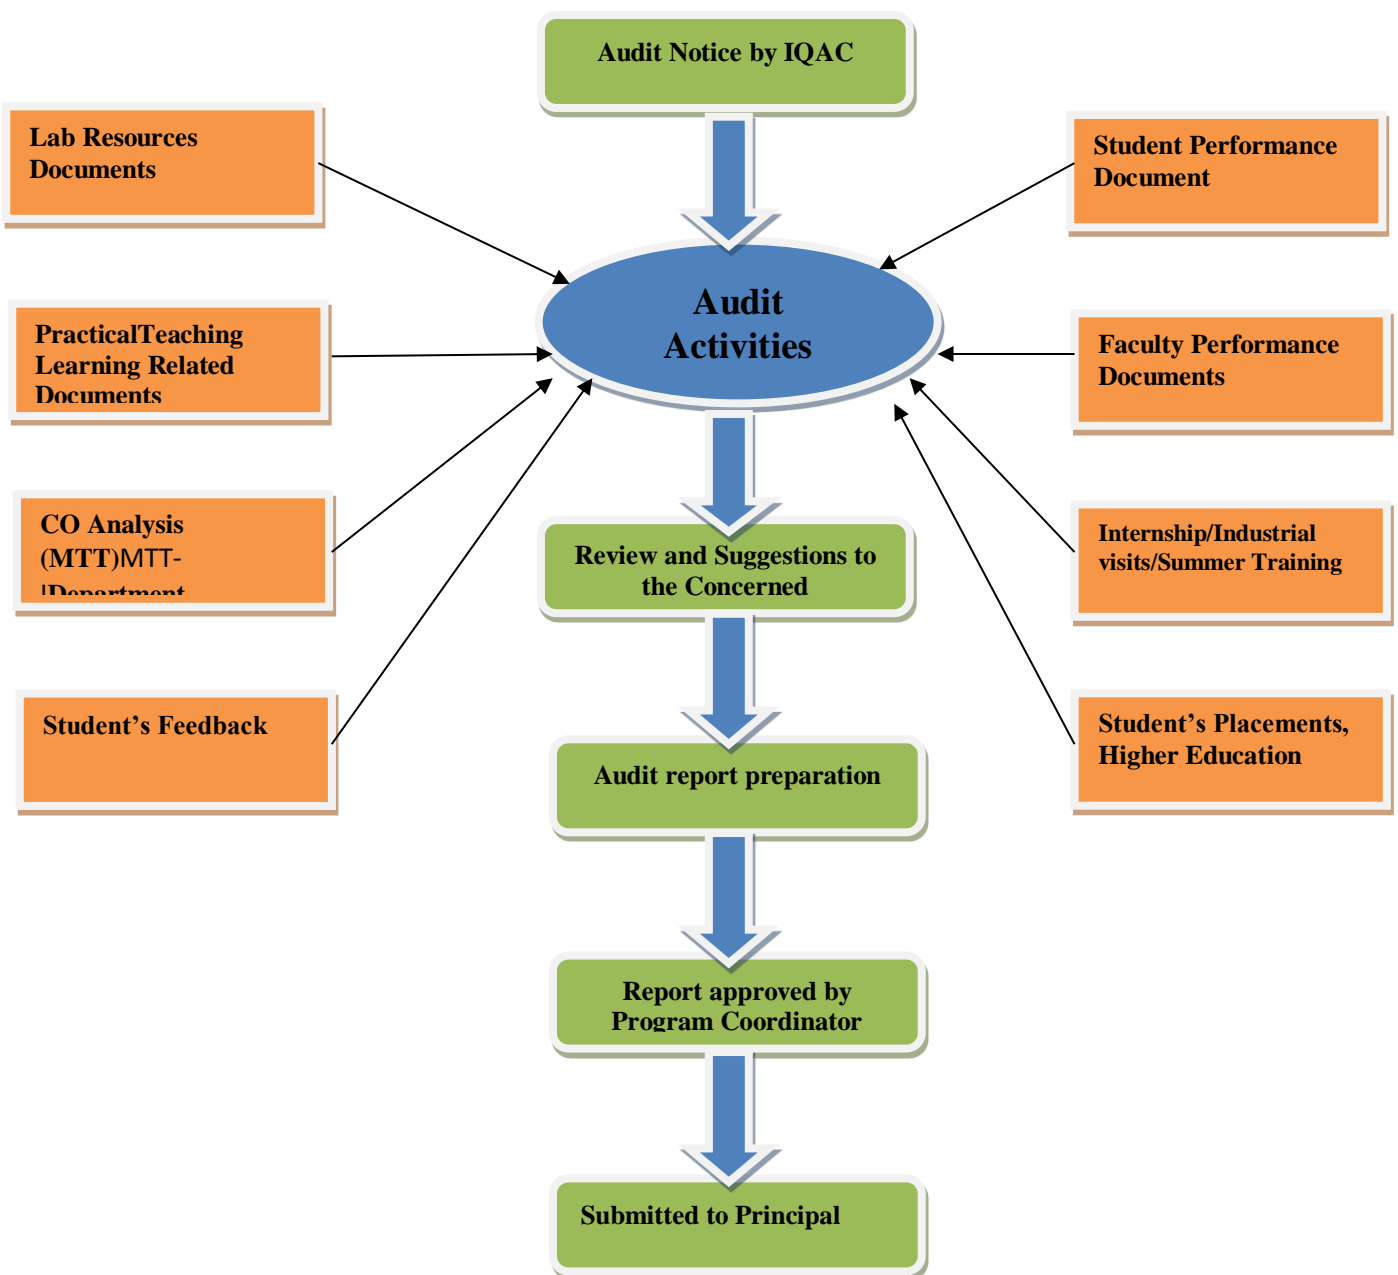 Audit Notice by IQAC
Lab Resources
Documents
Student Performance
Document
Audit
Activities
PracticalTeaching
Learning Related
Documents
Faculty Performance
Documents
CO Analysis
(MTT)MTT-
|Department
Internship/Industrial
visits/Summer Training
Review and Suggestions to
the Concerned
Student’s Feedback
Student’s Placements,
Higher Education
Audit report preparation
Report approved by
Program Coordinator
Submitted to Principal